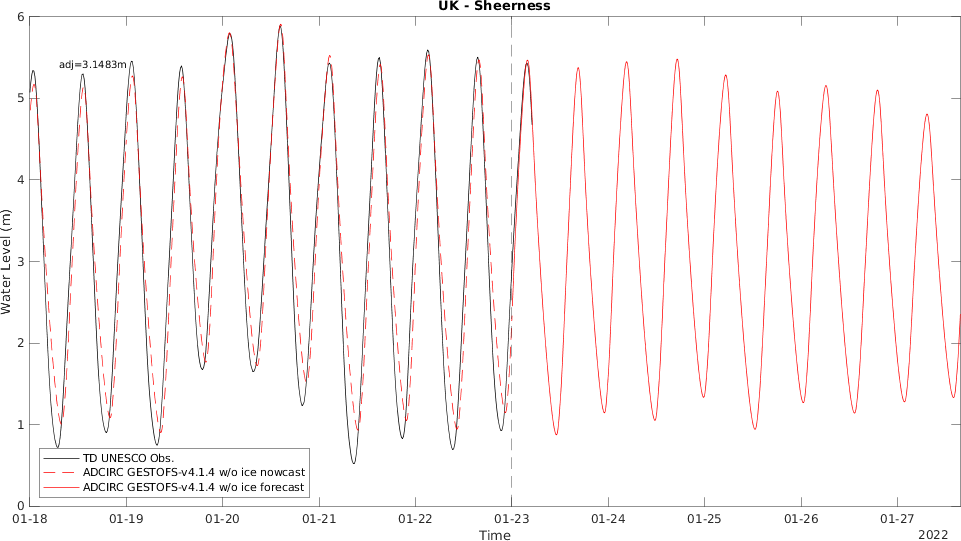 UK - Sheerness
adj=3.1483m
Water Level (m)
6
5
4
3
2
1
0
TD UNESCO Obs.
ADCIRC GESTOFS-v4.1.4 w/o ice nowcast
ADCIRC GESTOFS-v4.1.4 w/o ice forecast
01-18 01-19 01-20 01-21 01-22 01-23 01-24 01-25 01-26 01-27
Time
2022